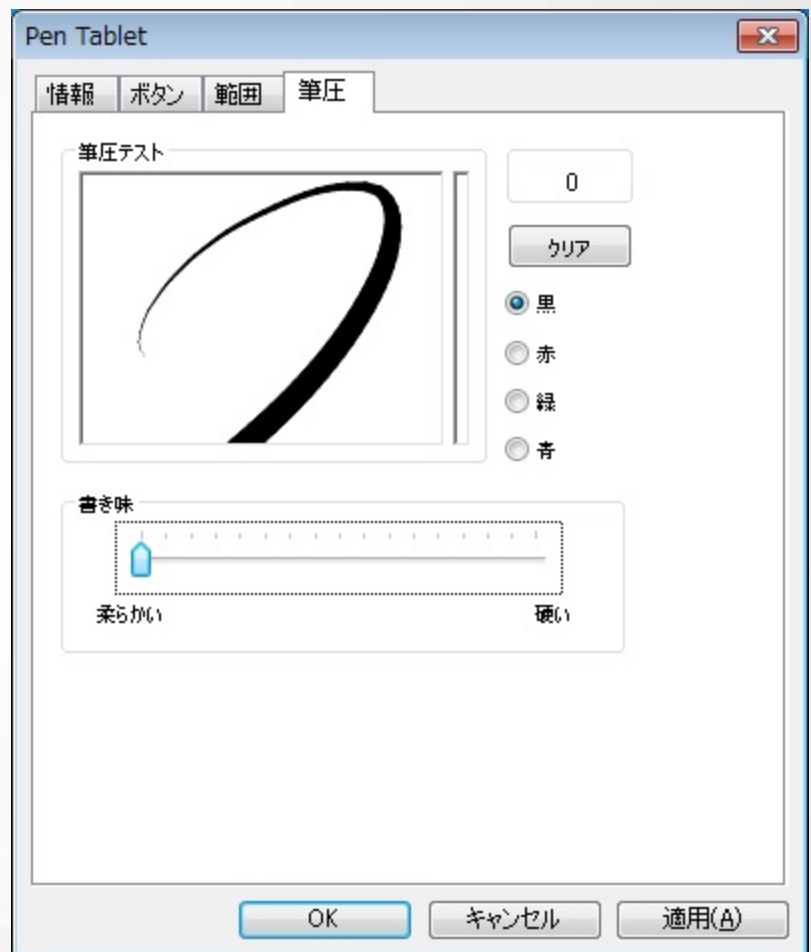 Pen Tablet
情報 ボタン 範囲 筆圧
筆圧テスト
0
クリア
黒
赤
緑
青
書き味
柔らかい 硬い
OK キャンセル 適用(A)